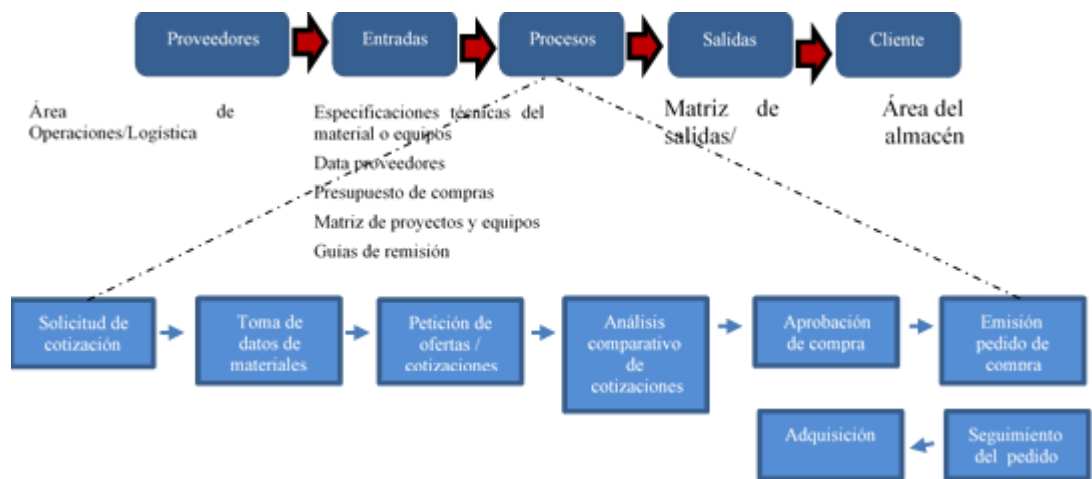 Proveedores
Entradas
Procesos
Salidas
Cliente
Área de
Operaciones/Logística
Especificaciones técnicas del
material o equipos
Data proveedores
Presupuesto de compras
Matriz de proyectos y equipos
Guías de remisión
Matriz de
salidas/
Área del
almacén
Solicitud de
cotización
Toma de
datos de
materiales
Petición de
ofertas /
cotizaciones
Análisis
comparativo
de
cotizaciones
Aprobación
de compra
Emisión
pedido de
compra
Adquisición
Seguimiento
del pedido